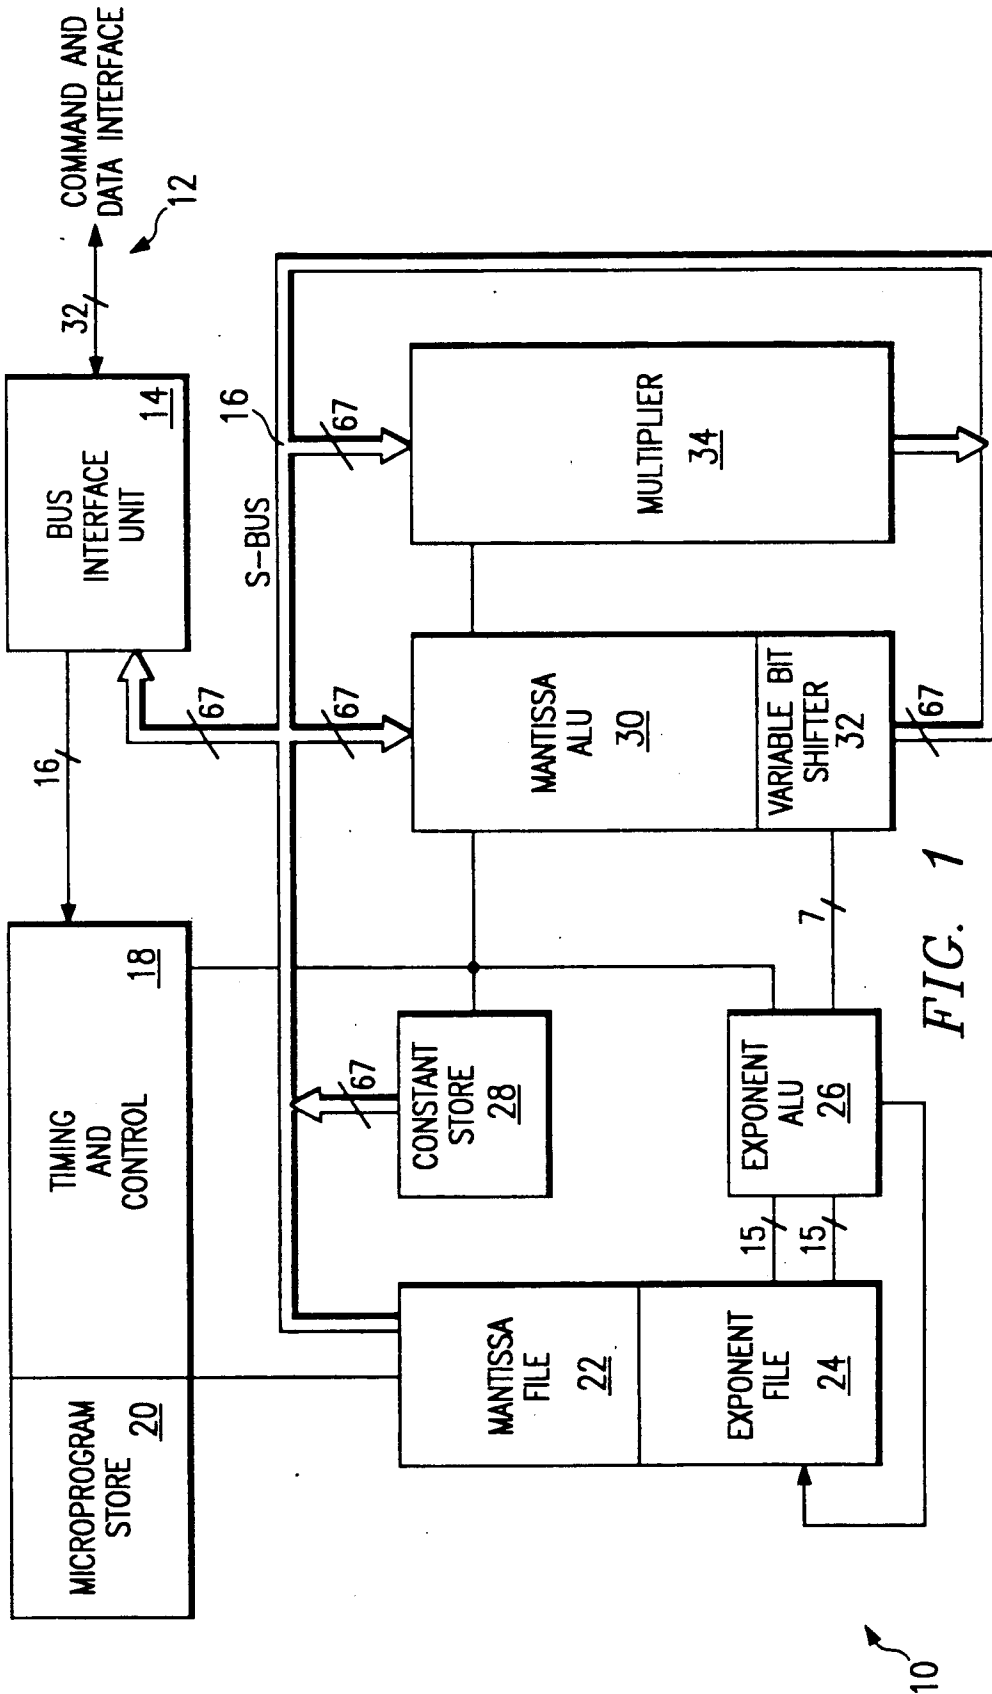 COMMAND AND
DATA INTERFACE
12
32
BUS
INTERFACE
UNIT
14
16
TIMING
AND
CONTROL
18
MICROPROGRAM
STORE
20
S-BUS
16
67
67
67
67
MULTIPLIER
34
MANTISSA
ALU
30
VARIABLE BIT
SHIFTER
32
67
CONSTANT
STORE
28
7
EXPONENT
ALU
26
15
15
MANTISSA
FILE
22
EXPONENT
FILE
24
10
FIG. 1